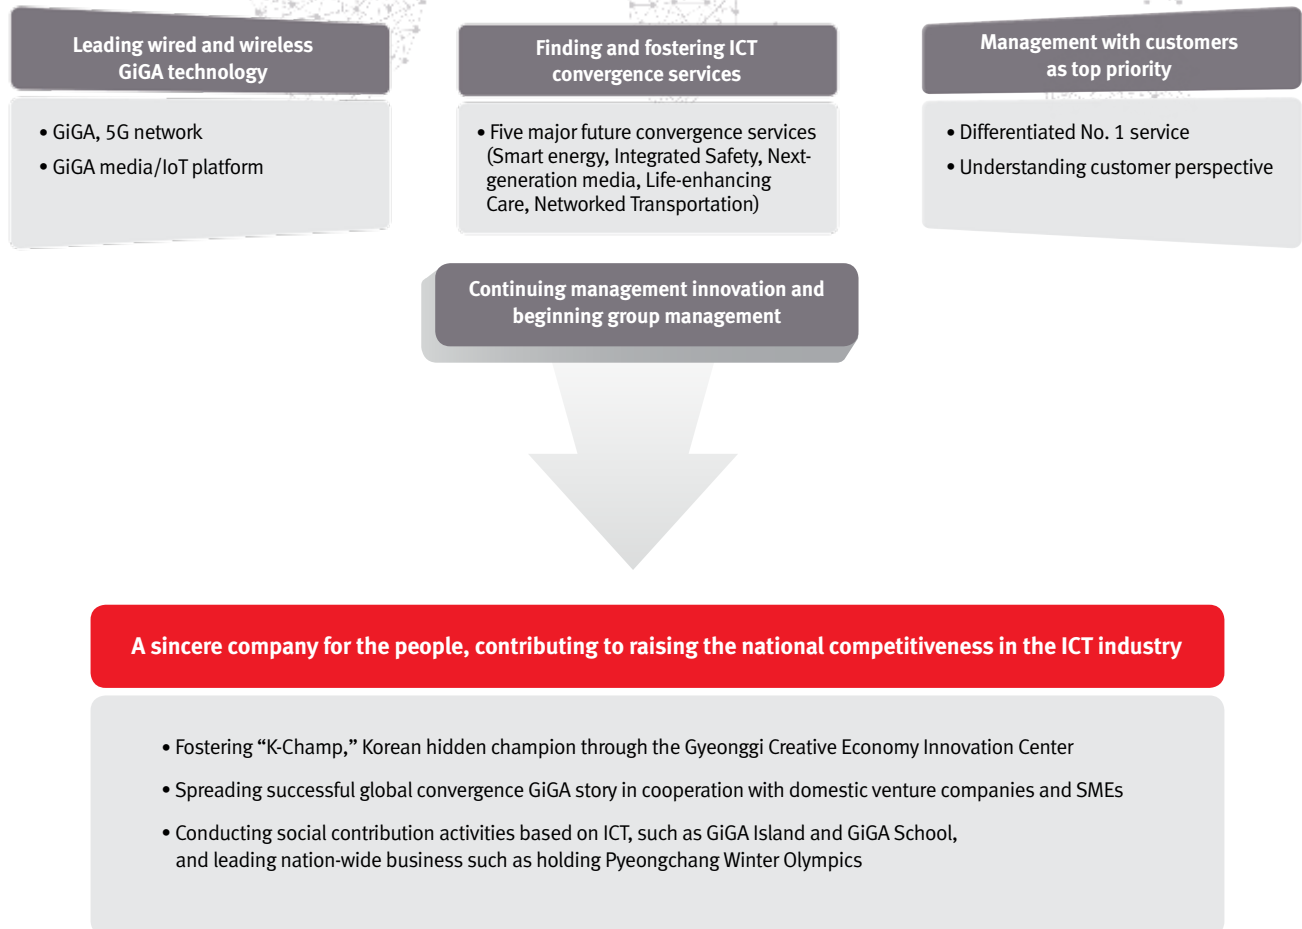 Leading wired and wireless
GiGA technology
• GiGA, 5G network
• GiGA media/IoT platform
Finding and fostering ICT
convergence services
• Five major future convergence services
(Smart energy, Integrated Safety, Next-
generation media, Life-enhancing
Care, Networked Transportation)
Management with customers
as top priority
• Differentiated No. 1 service
• Understanding customer perspective
Continuing management innovation and
beginning group management
A sincere company for the people, contributing to raising the national competitiveness in the ICT industry
• Fostering “K-Champ,” Korean hidden champion through the Gyeonggi Creative Economy Innovation Center
• Spreading successful global convergence GiGA story in cooperation with domestic venture companies and SMEs
• Conducting social contribution activities based on ICT, such as GiGA Island and GiGA School,
and leading nation-wide business such as holding Pyeongchang Winter Olympics